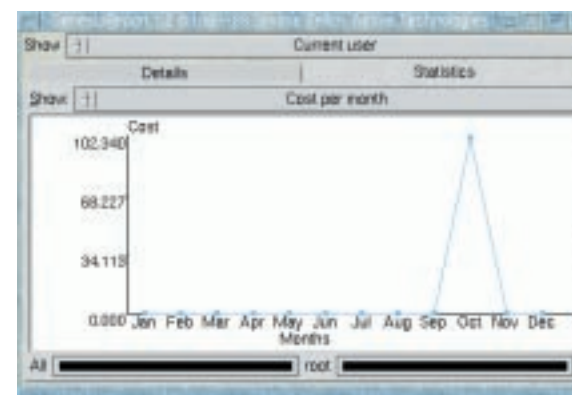 Show
Current user
Details
Statistics
Show:
Cost per month
Cost
102.340
68.227
34.113
0.000
Jan Feb Mar Apr May Jun Jul Aug Sep Oct Nov Dec
Months
All
root